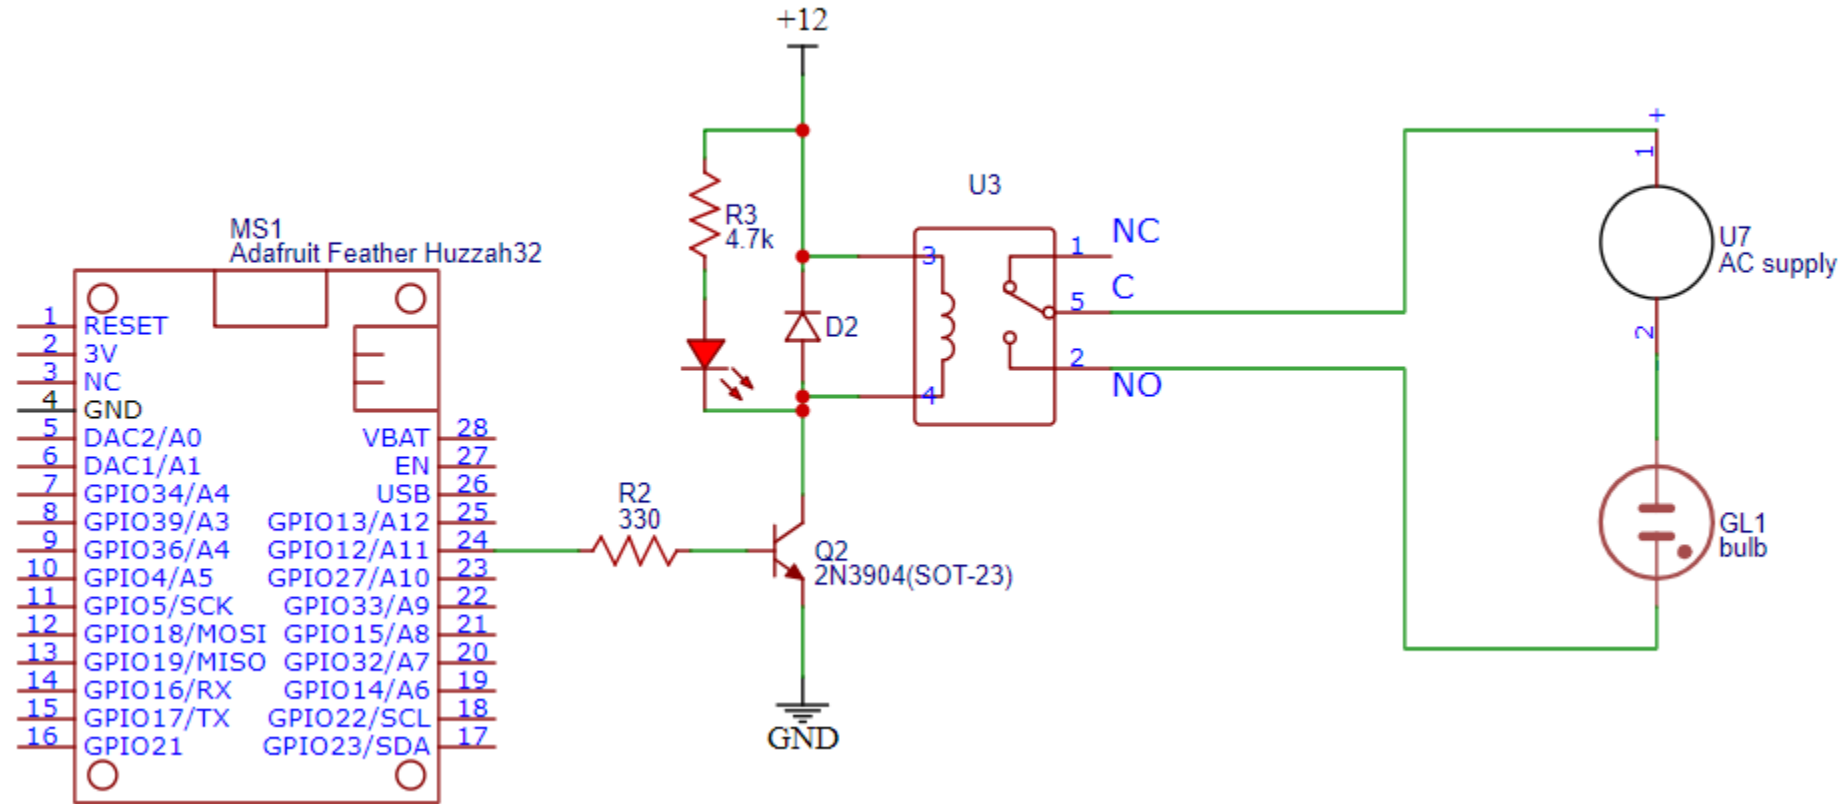 +12
MS1
Adafruit Feather Huzzah32
1 RESET
2 3V
3 NC
4 GND
5 DAC2/A0
6 DAC1/A1
7 GPIO34/A4
8 GPIO39/A3
9 GPIO36/A4
10 GPIO4/A5
11 GPIO5/SCK
12 GPIO18/MOSI
13 GPIO19/MISO
14 GPIO16/RX
15 GPIO17/TX
16 GPIO21
VBAT 28
EN 27
USB 26
GPIO13/A12 25
GPIO12/A11 24
GPIO27/A10 23
GPIO33/A9 22
GPIO15/A8 21
GPIO32/A7 20
GPIO14/A6 19
GPIO22/SCL 18
GPIO23/SDA 17
R2
330
R3
4.7k
D2
Q2
2N3904(SOT-23)
GND
U3
3
4
1 NC
5 C
2 NO
+
1
2
U7
AC supply
GL1
bulb